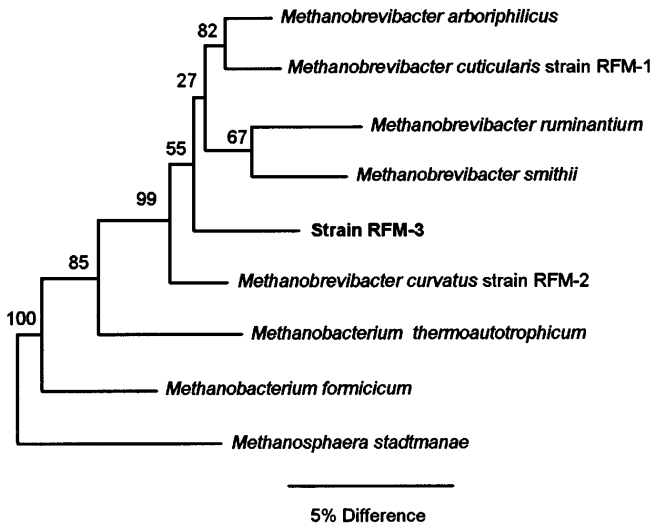 82
Methanobrevibacter arboriphilicus
Methanobrevibacter cuticularis strain RFM-1
27
67
Methanobrevibacter ruminantium
55
Methanobrevibacter smithii
99
Strain RFM-3
85
Methanobrevibacter curvatus strain RFM-2
100
Methanobacterium thermoautotrophicum
Methanobacterium formicicum
Methanosphaera stadtmanae
5% Difference